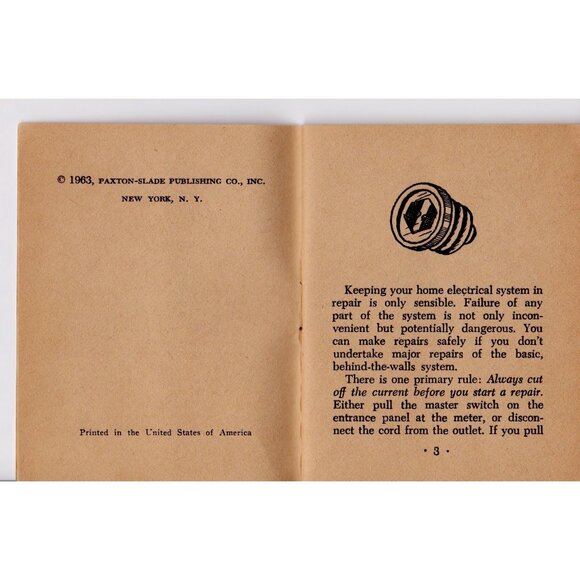 © 1963, PAXTON-SLADE PUBLISHING CO., INC.
NEW YORK, N. Y.
Printed in the United States of America
Keeping your home electrical system in
repair is only sensible. Failure of any
part of the system is not only incon-
venient but potentially dangerous. You
can make repairs safely if you don't
undertake major repairs of the basic,
behind-the-walls system.
There is one primary rule: Always cut
off the current before you start a repair.
Either pull the master switch on the
entrance panel at the meter, or discon-
nect the cord from the outlet. If you pull
· 3 ·